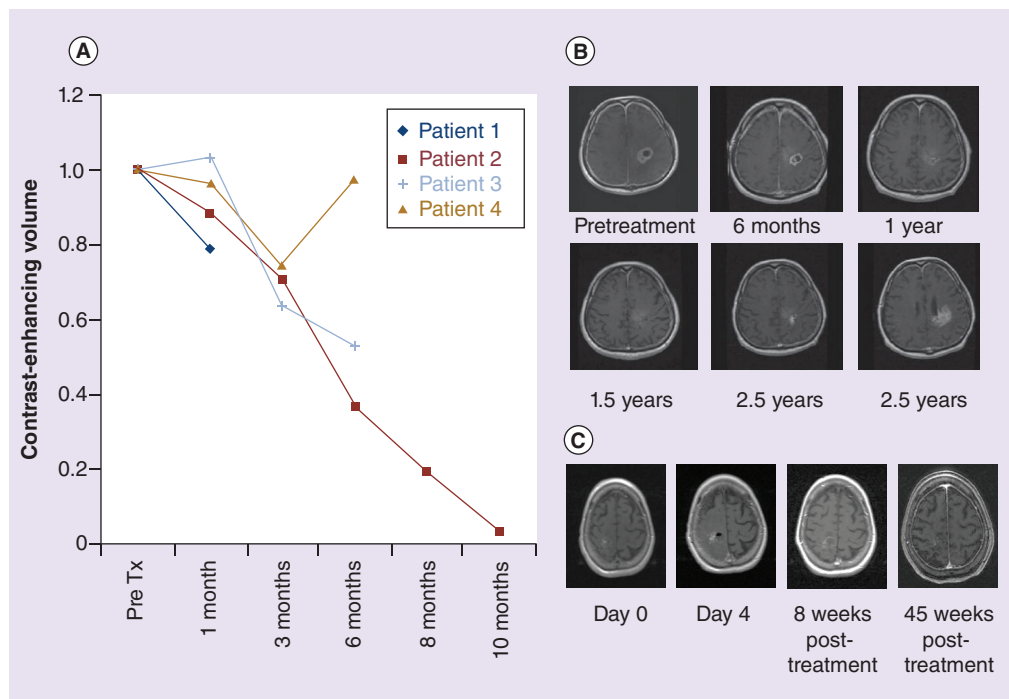 A
Contrast-enhancing volume
1.2
1.0
0.8
0.6
0.4
0.2
0
Pre Tx
1 month
3 months
6 months
8 months
10 months
Patient 1
Patient 2
Patient 3
Patient 4
B
Pretreatment
6 months
1 year
1.5 years
2.5 years
2.5 years
C
Day 0
Day 4
8 weeks
post-
treatment
45 weeks
post-
treatment